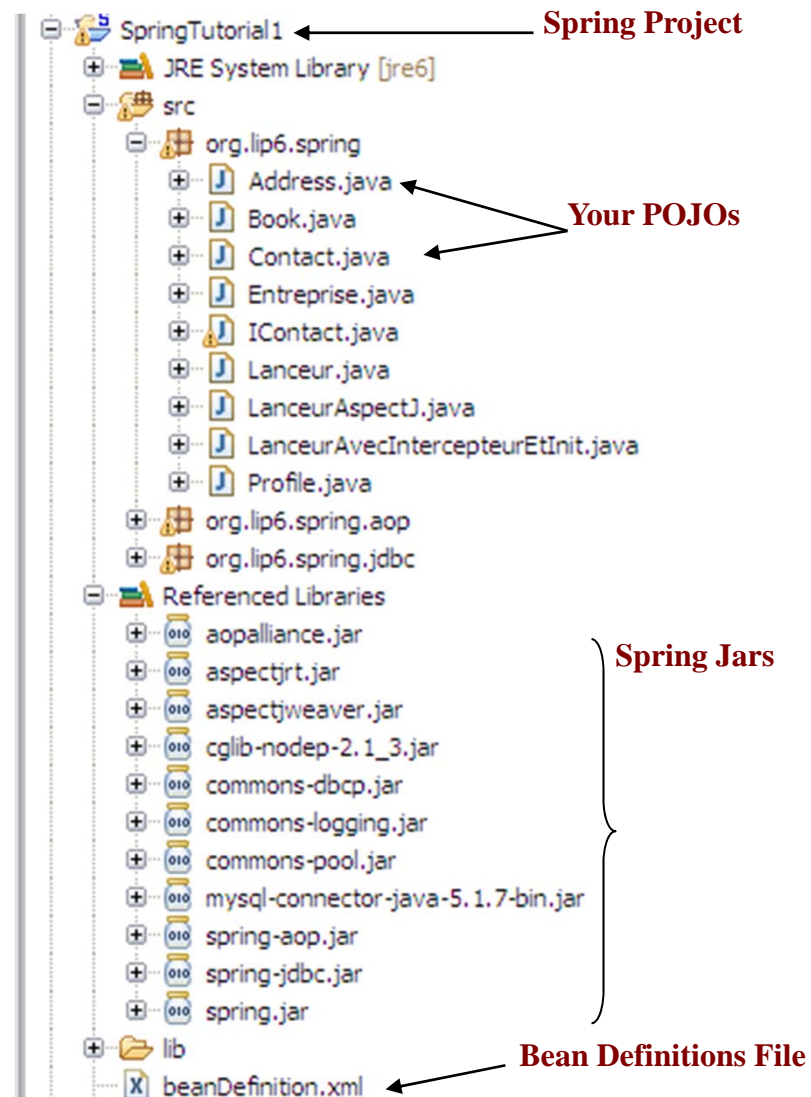 SpringTutorial1 Spring Project
JRE System Library [jre6]
src
org.lip6.spring
Address.java
Book.java Your POJOs
Contact.java
Entreprise.java
IContact.java
Lanceur.java
LanceurAspectJ.java
LanceurAvecIntercepteurEtInit.java
Profile.java
org.lip6.spring.aop
org.lip6.spring.jdbc
Referenced Libraries
aopalliance.jar
aspectjrt.jar Spring Jars
aspectjweaver.jar
cglib-nodep-2.1_3.jar
commons-dbcp.jar
commons-logging.jar
commons-pool.jar
mysql-connector-java-5.1.7-bin.jar
spring-aop.jar
spring-jdbc.jar
spring.jar
lib Bean Definitions File
beanDefinition.xml